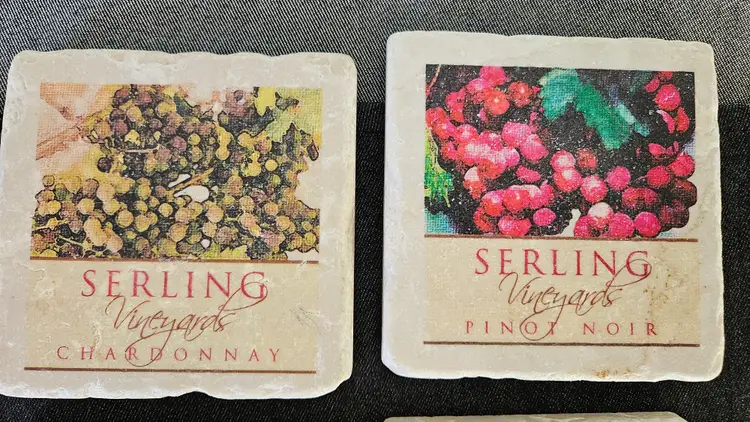 SERLING
Vineyards
CHARDONNAY
SERLING
Vineyards
PINOT NOIR